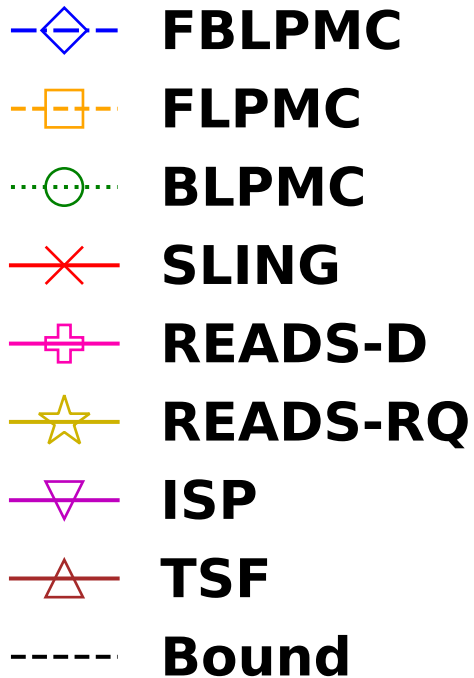 FBLPMC
FLPMC
BLPMC
SLING
READS-D
READS-RQ
ISP
TSF
Bound